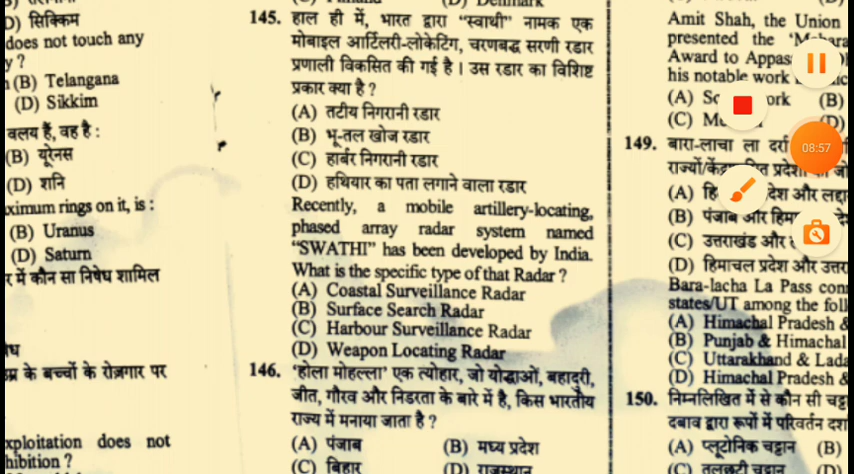 D) सिक्किम
does not touch any
y ?
(B) Telangana
(D) Sikkim
वलय हैं, वह है :
(B) यूरेनस
(D) शनि
ximum rings on it, is :
(B) Uranus
(D) Saturn
र में कौन सा निषेध शामिल
के बच्चों के रोज़गार पर
xploitation does not
hibition ?
(D) Denmark
145. हाल ही में, भारत द्वारा “स्वाथी” नामक एक
मोबाइल आर्टिलरी-लोकेटिंग, चरणबद्ध सरणी रडार
प्रणाली विकसित की गई है । उस रडार का विशिष्ट
प्रकार क्या है ?
(A) तटीय निगरानी रडार
(B) भू-तल खोज रडार
(C) हार्बर निगरानी रडार
(D) हथियार का पता लगाने वाला रडार
Recently, a mobile artillery-locating,
phased array radar system named
“SWATHI” has been developed by India.
What is the specific type of that Radar ?
(A) Coastal Surveillance Radar
(B) Surface Search Radar
(C) Harbour Surveillance Radar
(D) Weapon Locating Radar
146. ‘होला मोहल्ला’ एक त्योहार, जो योद्धाओं, बहादुरी,
जीत, गौरव और निडरता के बारे में है, किस भारतीय
राज्य में मनाया जाता है ?
(A) पंजाब (B) मध्य प्रदेश
(C) बिहार (D) राजस्थान
Amit Shah, the Union
presented the
Award to
his notable work
(A) (B)
(C) (D)
149. बारा-लाचा ला दर्रा
(A)
(B) पंजाब और
(C) उत्तराखंड और
(D) हिमाचल प्रदेश और
Bara-lacha La Pass
states/UT among the
(A) Himachal Pradesh &
(B) Punjab & Himachal
(C) Uttarakhand &
(D) Himachal Pradesh &
150. निम्नलिखित में से कौन सी
दबाव द्वारा रूपों में परिवर्तन
(A) प्लूटोनिक चट्टान (B)
(C) तलछटी चट्टान (D)
08:57